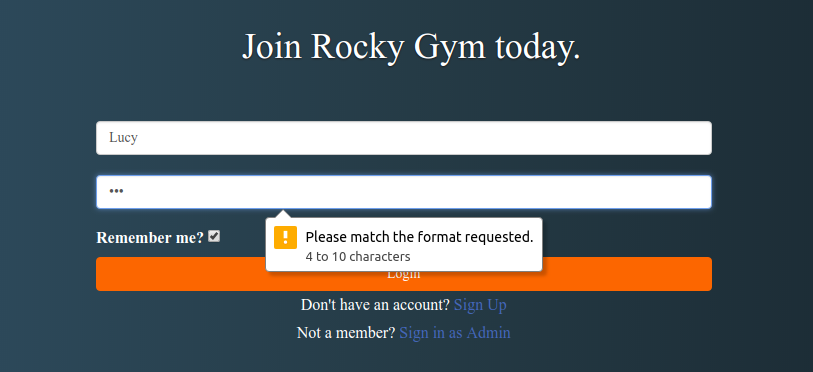 Join Rocky Gym today.
Lucy
•••
Remember me?
Please match the format requested.
4 to 10 characters
Login
Don't have an account? Sign Up
Not a member? Sign in as Admin